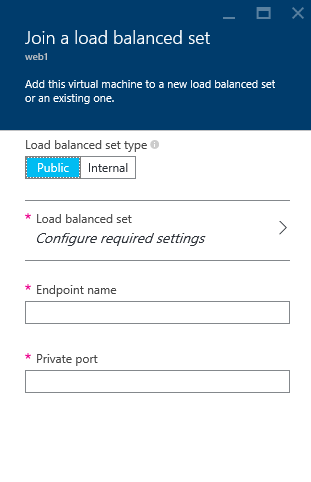 Join a load balanced set
web1
Add this virtual machine to a new load balanced set
or an existing one.
Load balanced set type
Public Internal
* Load balanced set
Configure required settings
* Endpoint name
* Private port